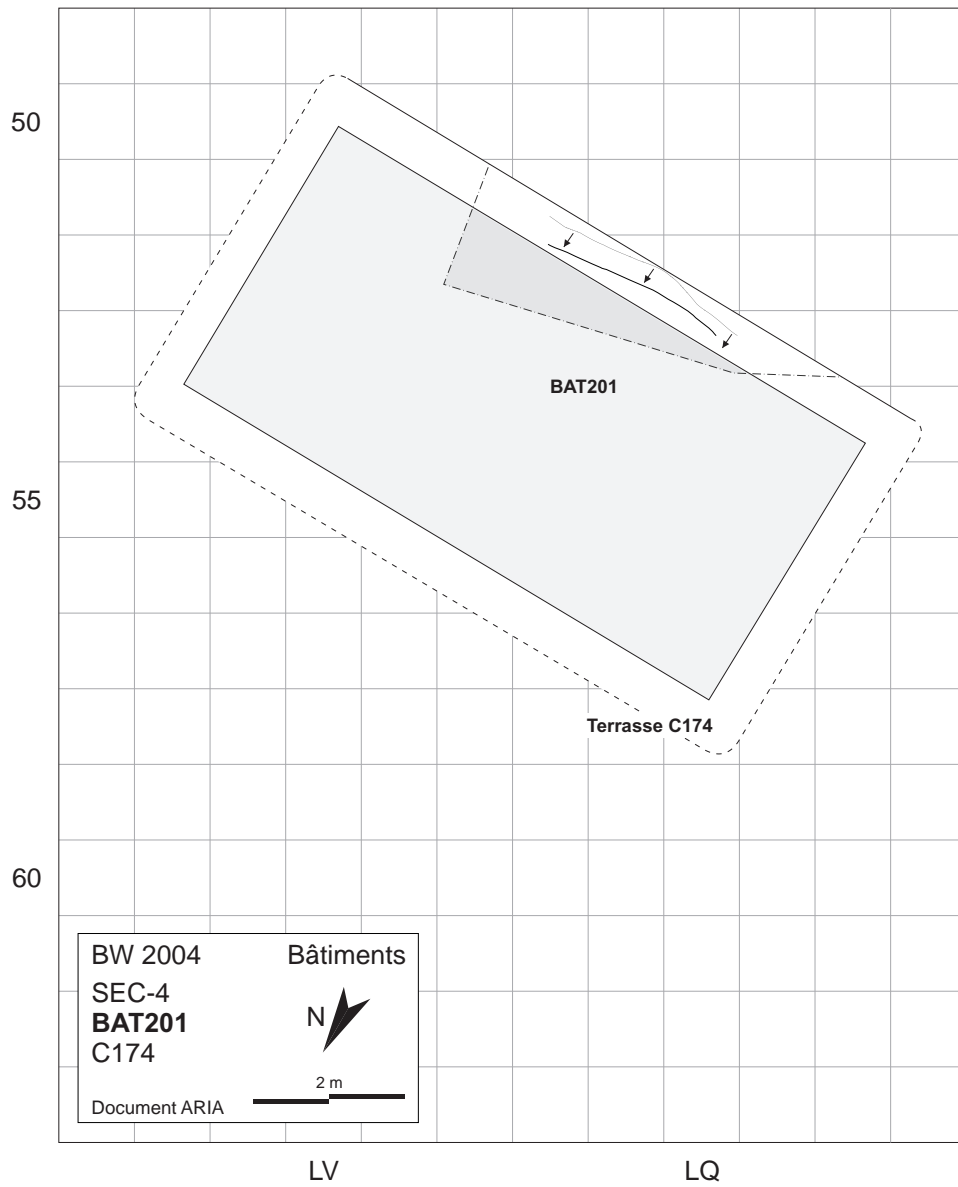 50
BAT201
55
Terrasse C174
60
BW 2004 Bâtiments
SEC-4
BAT201
N
C174
2 m
Document ARIA
LV LQ